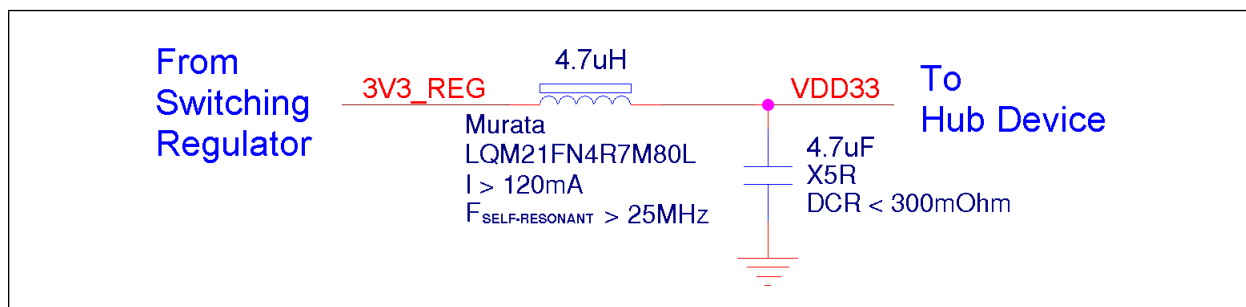 From
Switching
Regulator
3V3_REG
4.7uH
Murata
LQM21FN4R7M80L
I > 120mA
FSELF-RESONANT > 25MHz
VDD33
To
Hub Device
4.7uF
X5R
DCR < 300mOhm